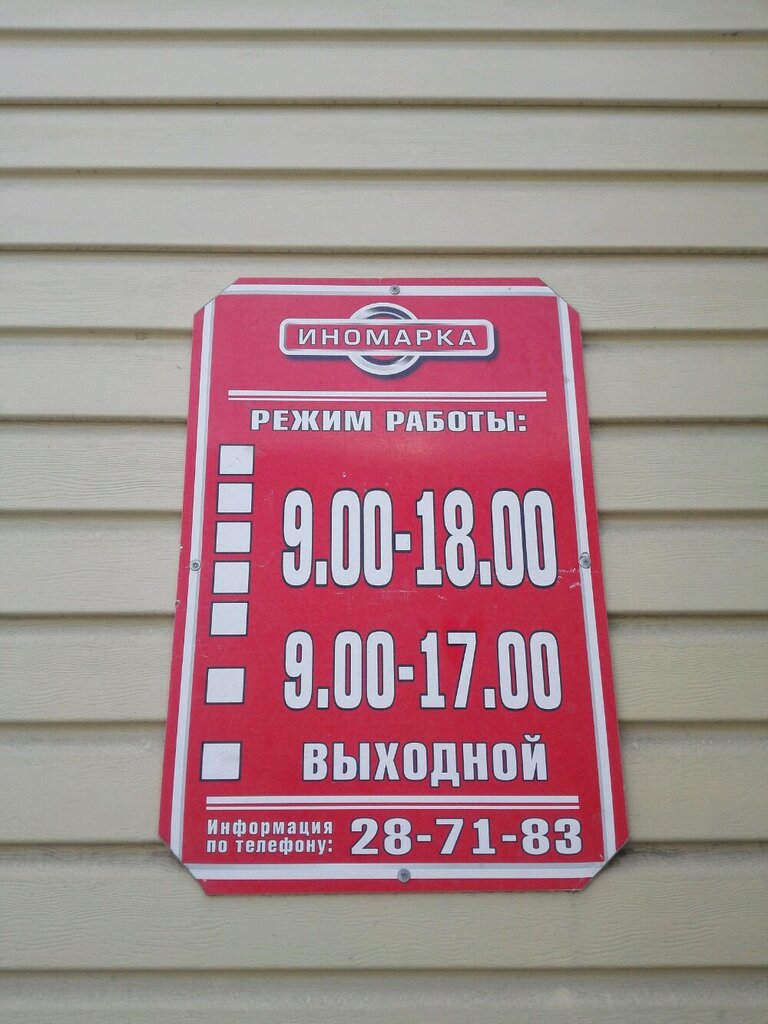 ИНОМАРКА
РЕЖИМ РАБОТЫ:
9.00-18.00
9.00-17.00
ВЫХОДНОЙ
Информация
по телефону:
28-71-83